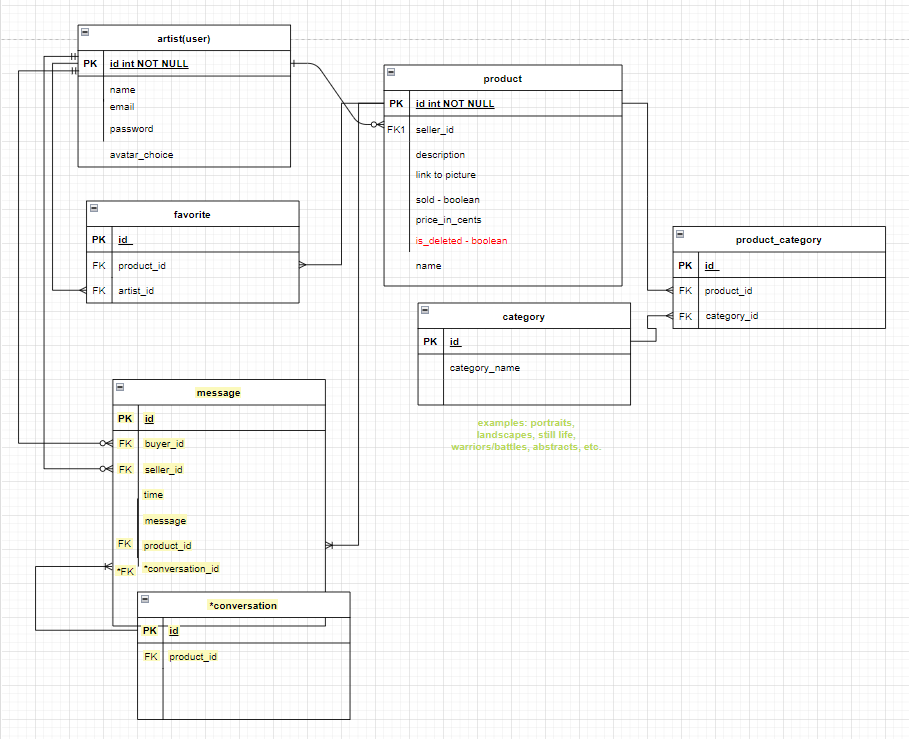 artist(user)
PK id int NOT NULL
name
email
password
avatar_choice
product
PK id int NOT NULL
FK1 seller_id
description
link to picture
sold - boolean
price_in_cents
is_deleted - boolean
name
favorite
PK id
FK product_id
FK artist_id
product_category
PK id
FK product_id
FK category_id
category
PK id
category_name
examples: portraits,
landscapes, still life,
warriors/battles, abstracts, etc.
message
PK id
FK buyer_id
FK seller_id
time
message
FK product_id
*FK *conversation_id
*conversation
PK id
FK product_id